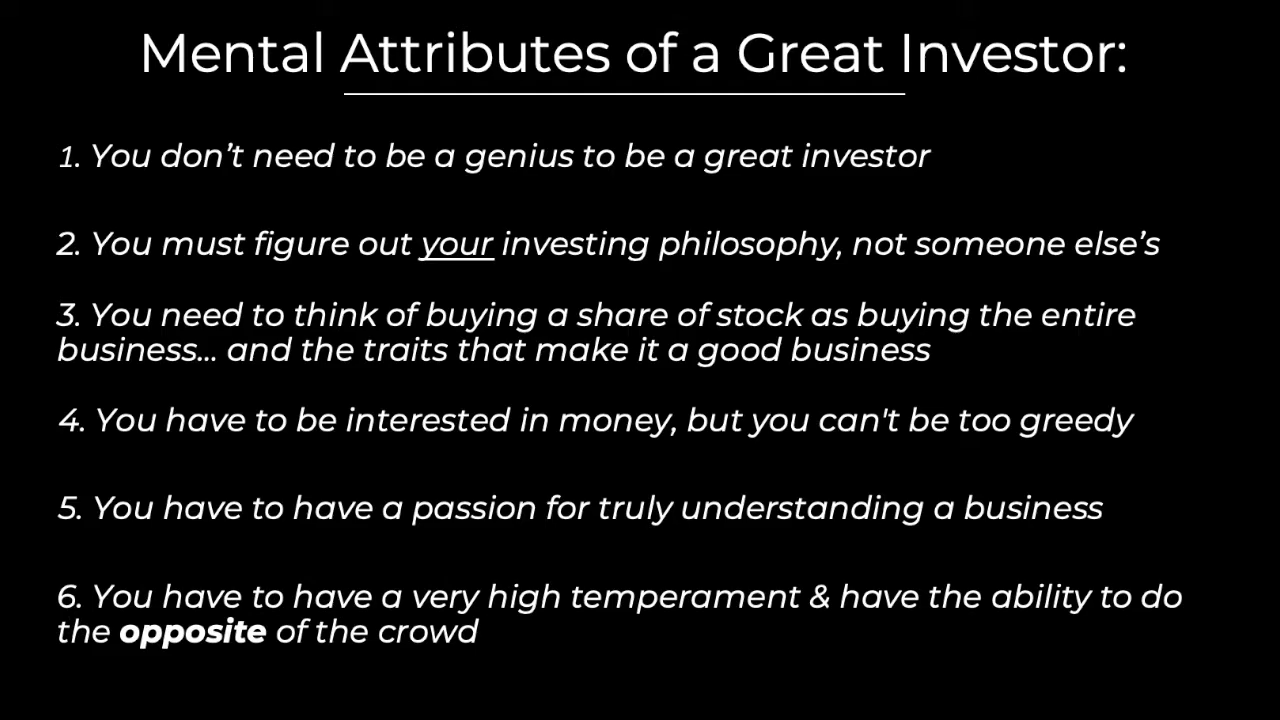 Mental Attributes of a Great Investor:
1. You don’t need to be a genius to be a great investor
2. You must figure out your investing philosophy, not someone else’s
3. You need to think of buying a share of stock as buying the entire
business... and the traits that make it a good business
4. You have to be interested in money, but you can't be too greedy
5. You have to have a passion for truly understanding a business
6. You have to have a very high temperament & have the ability to do
the opposite of the crowd